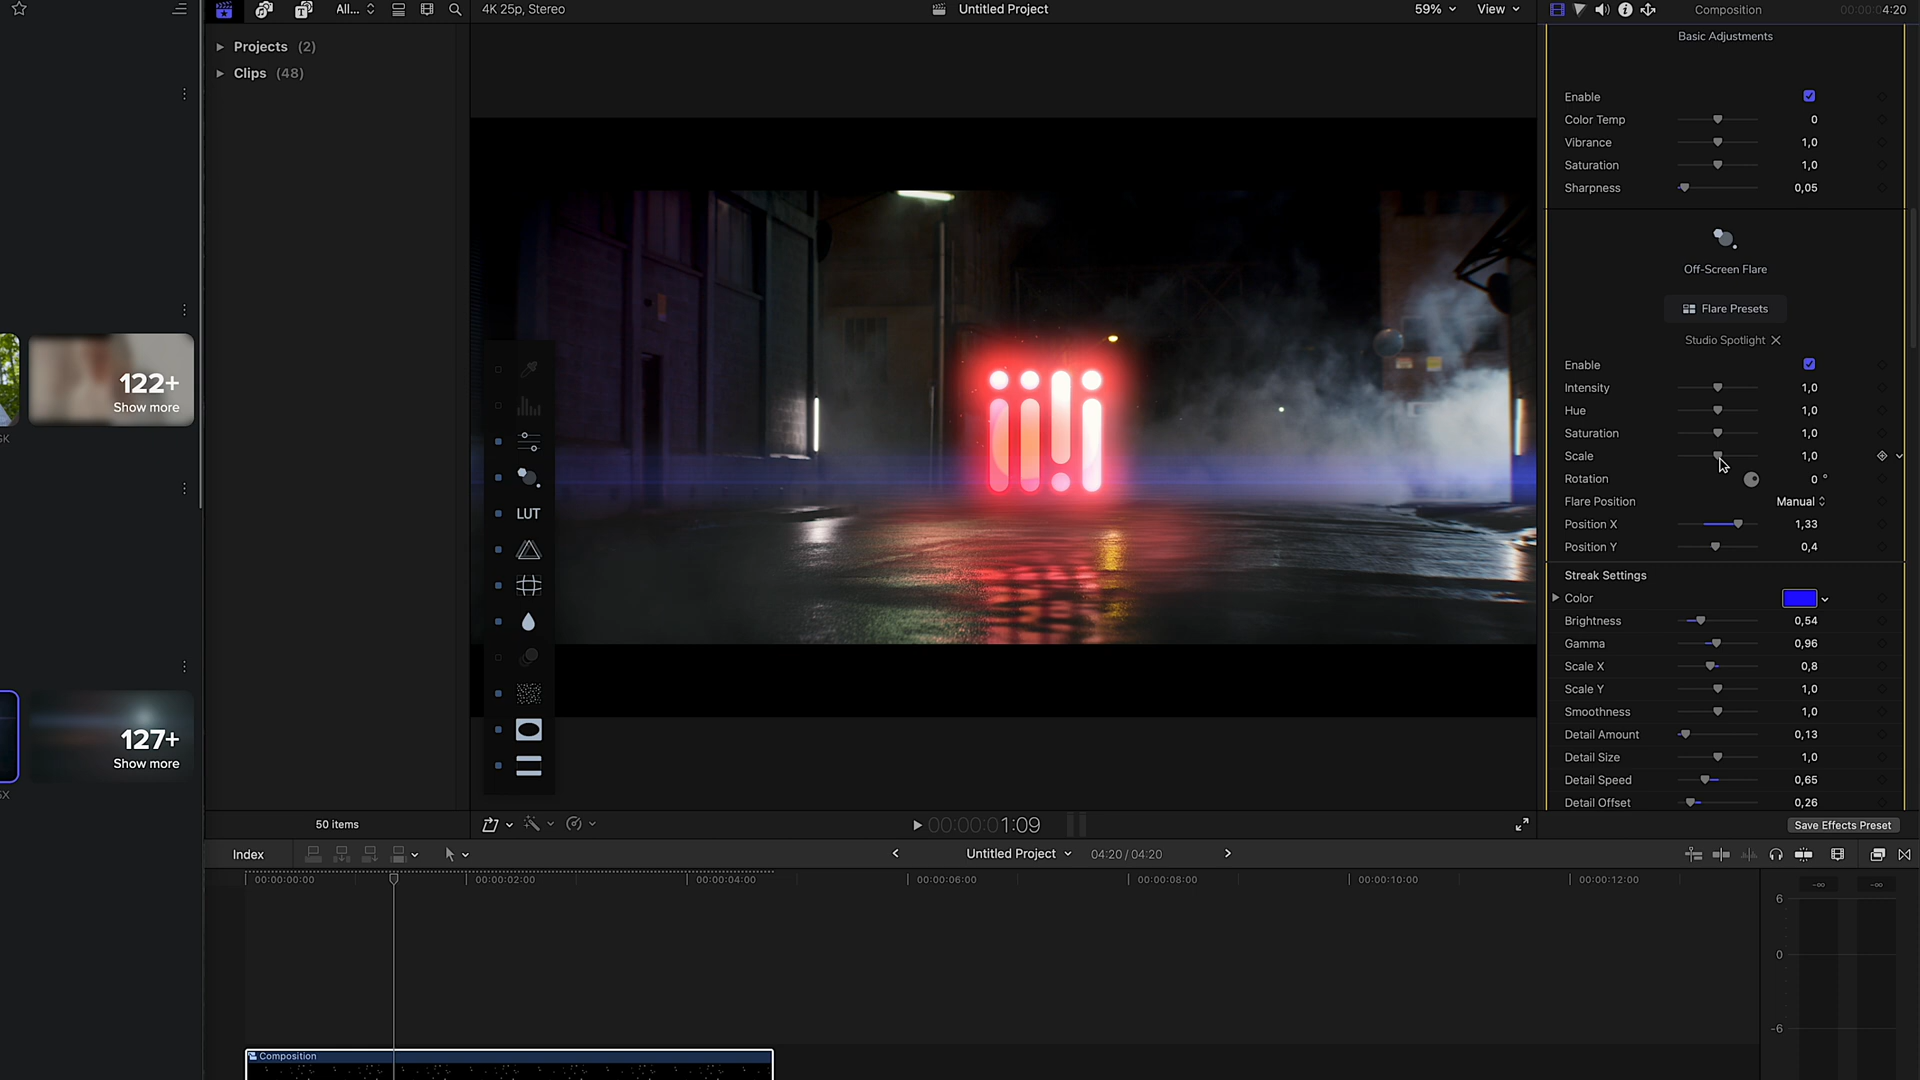 All...
4K 25p, Stereo
Untitled Project
59%
View
Composition
00:00:04:20
Projects (2)
Clips (48)
122+
Show more
127+
Show more
50 items
LUT
00:00:01:09
Basic Adjustments
Enable
Color Temp 0
Vibrance 1,0
Saturation 1,0
Sharpness 0,05
Off-Screen Flare
Flare Presets
Studio Spotlight
Enable
Intensity 1,0
Hue 1,0
Saturation 1,0
Scale 1,0
Rotation 0 °
Flare Position Manual
Position X 1,33
Position Y 0,4
Streak Settings
Color
Brightness 0,54
Gamma 0,96
Scale X 0,8
Scale Y 1,0
Smoothness 1,0
Detail Amount 0,13
Detail Size 1,0
Detail Speed 0,65
Detail Offset 0,26
Save Effects Preset
Index
Untitled Project
04:20 / 04:20
00:00:00:00
00:00:02:00
00:00:04:00
00:00:06:00
00:00:08:00
00:00:10:00
00:00:12:00
-∞ -∞
6
0
-6
Composition